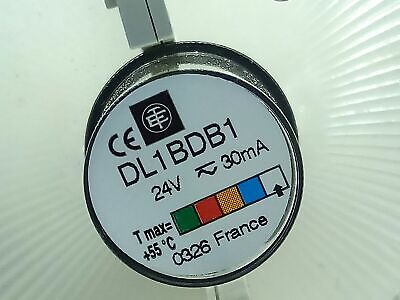 CE
DL1BDB1
24V ⏦ 30mA
T max=
+55°C
0326 France